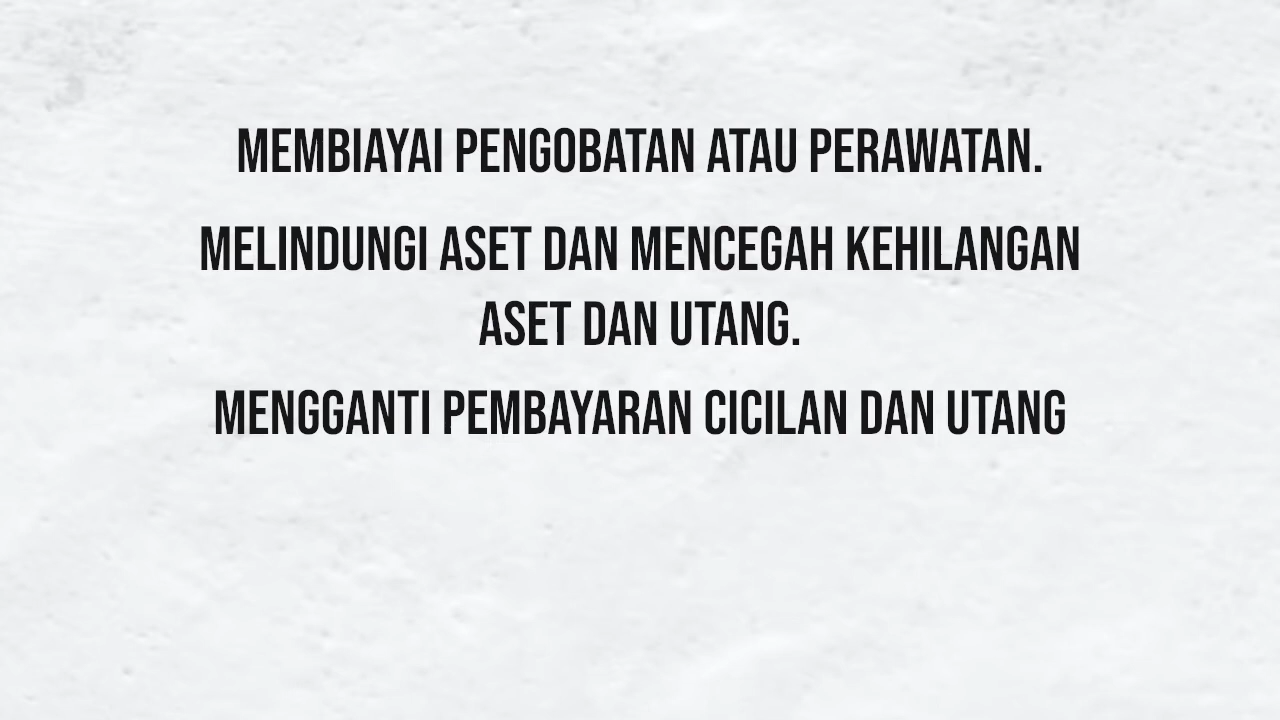 MEMBIAYAI PENGOBATAN ATAU PERAWATAN.
MELINDUNGI ASET DAN MENCEGAH KEHILANGAN
ASET DAN UTANG.
MENGGANTI PEMBAYARAN CICILAN DAN UTANG